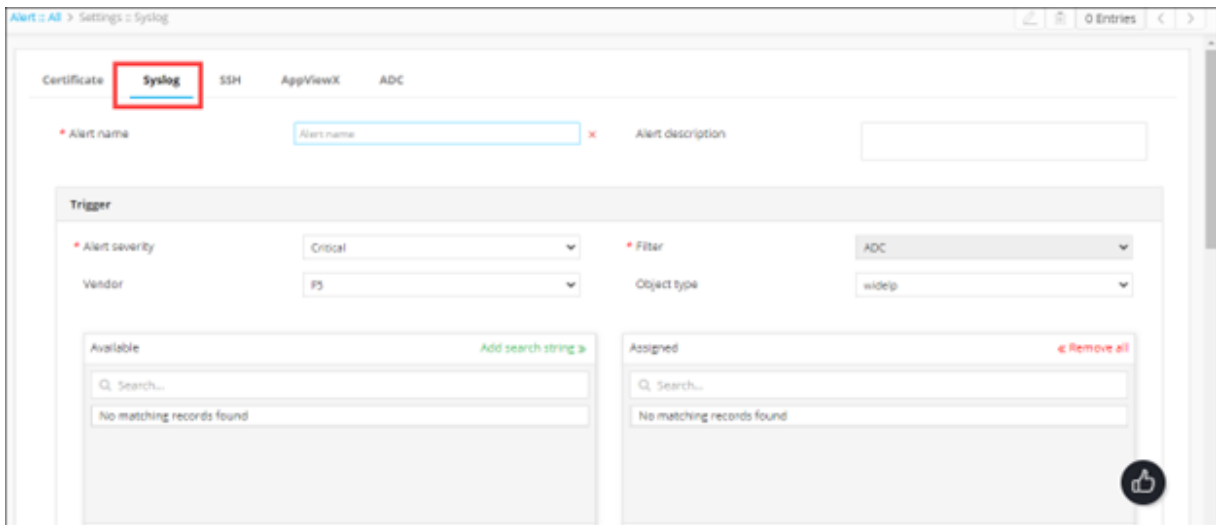 Alert :: All > Settings :: Syslog 0 Entries < >
Certificate Syslog SSH AppViewX ADC
* Alert name Alert name × Alert description
Trigger
* Alert severity Critical * Filter ADC
Vendor F5 Object type wideip
Available Add search string » Assigned « Remove all
Search... Search...
No matching records found No matching records found